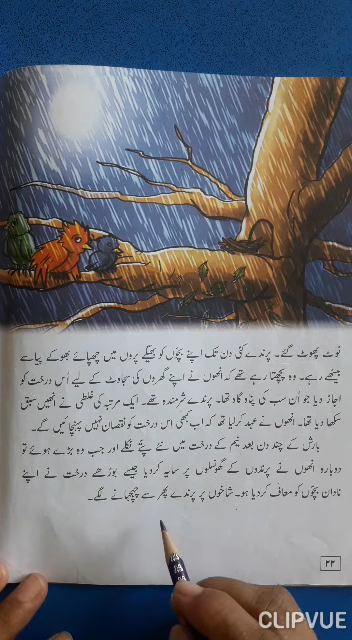 ٹوٹ پھوٹ گئے۔ پرندے کئی دن تک اپنے بچوں کو بھیگے پروں میں چھپائے بھوکے پیاسے
بیٹھے رہے۔ وہ پچھتا رہے تھے کہ انھوں نے اپنے گھروں کی سجاوٹ کے لیے اُس درخت کو
اجاڑ دیا جو اُن سب کی پناہ گاہ تھا۔ پرندے شرمندہ تھے۔ ایک مرتبہ کی غلطی نے انھیں سبق
سکھا دیا تھا۔ انھوں نے عہد کرلیا تھا کہ اب کبھی اس درخت کو نقصان نہیں پہنچائیں گے۔
بارش کے چند دن بعد نیم کے درخت میں نئے پتّے نکلے اور جب وہ بڑے ہوئے تو
دوبارہ انھوں نے پرندوں کے گھونسلوں پر سایہ کردیا جیسے بوڑھے درخت نے اپنے
نادان بچّوں کو معاف کردیا ہو۔ شاخوں پر پرندے پھر سے چہچہانے لگے۔
۲۲
CLIPVUE